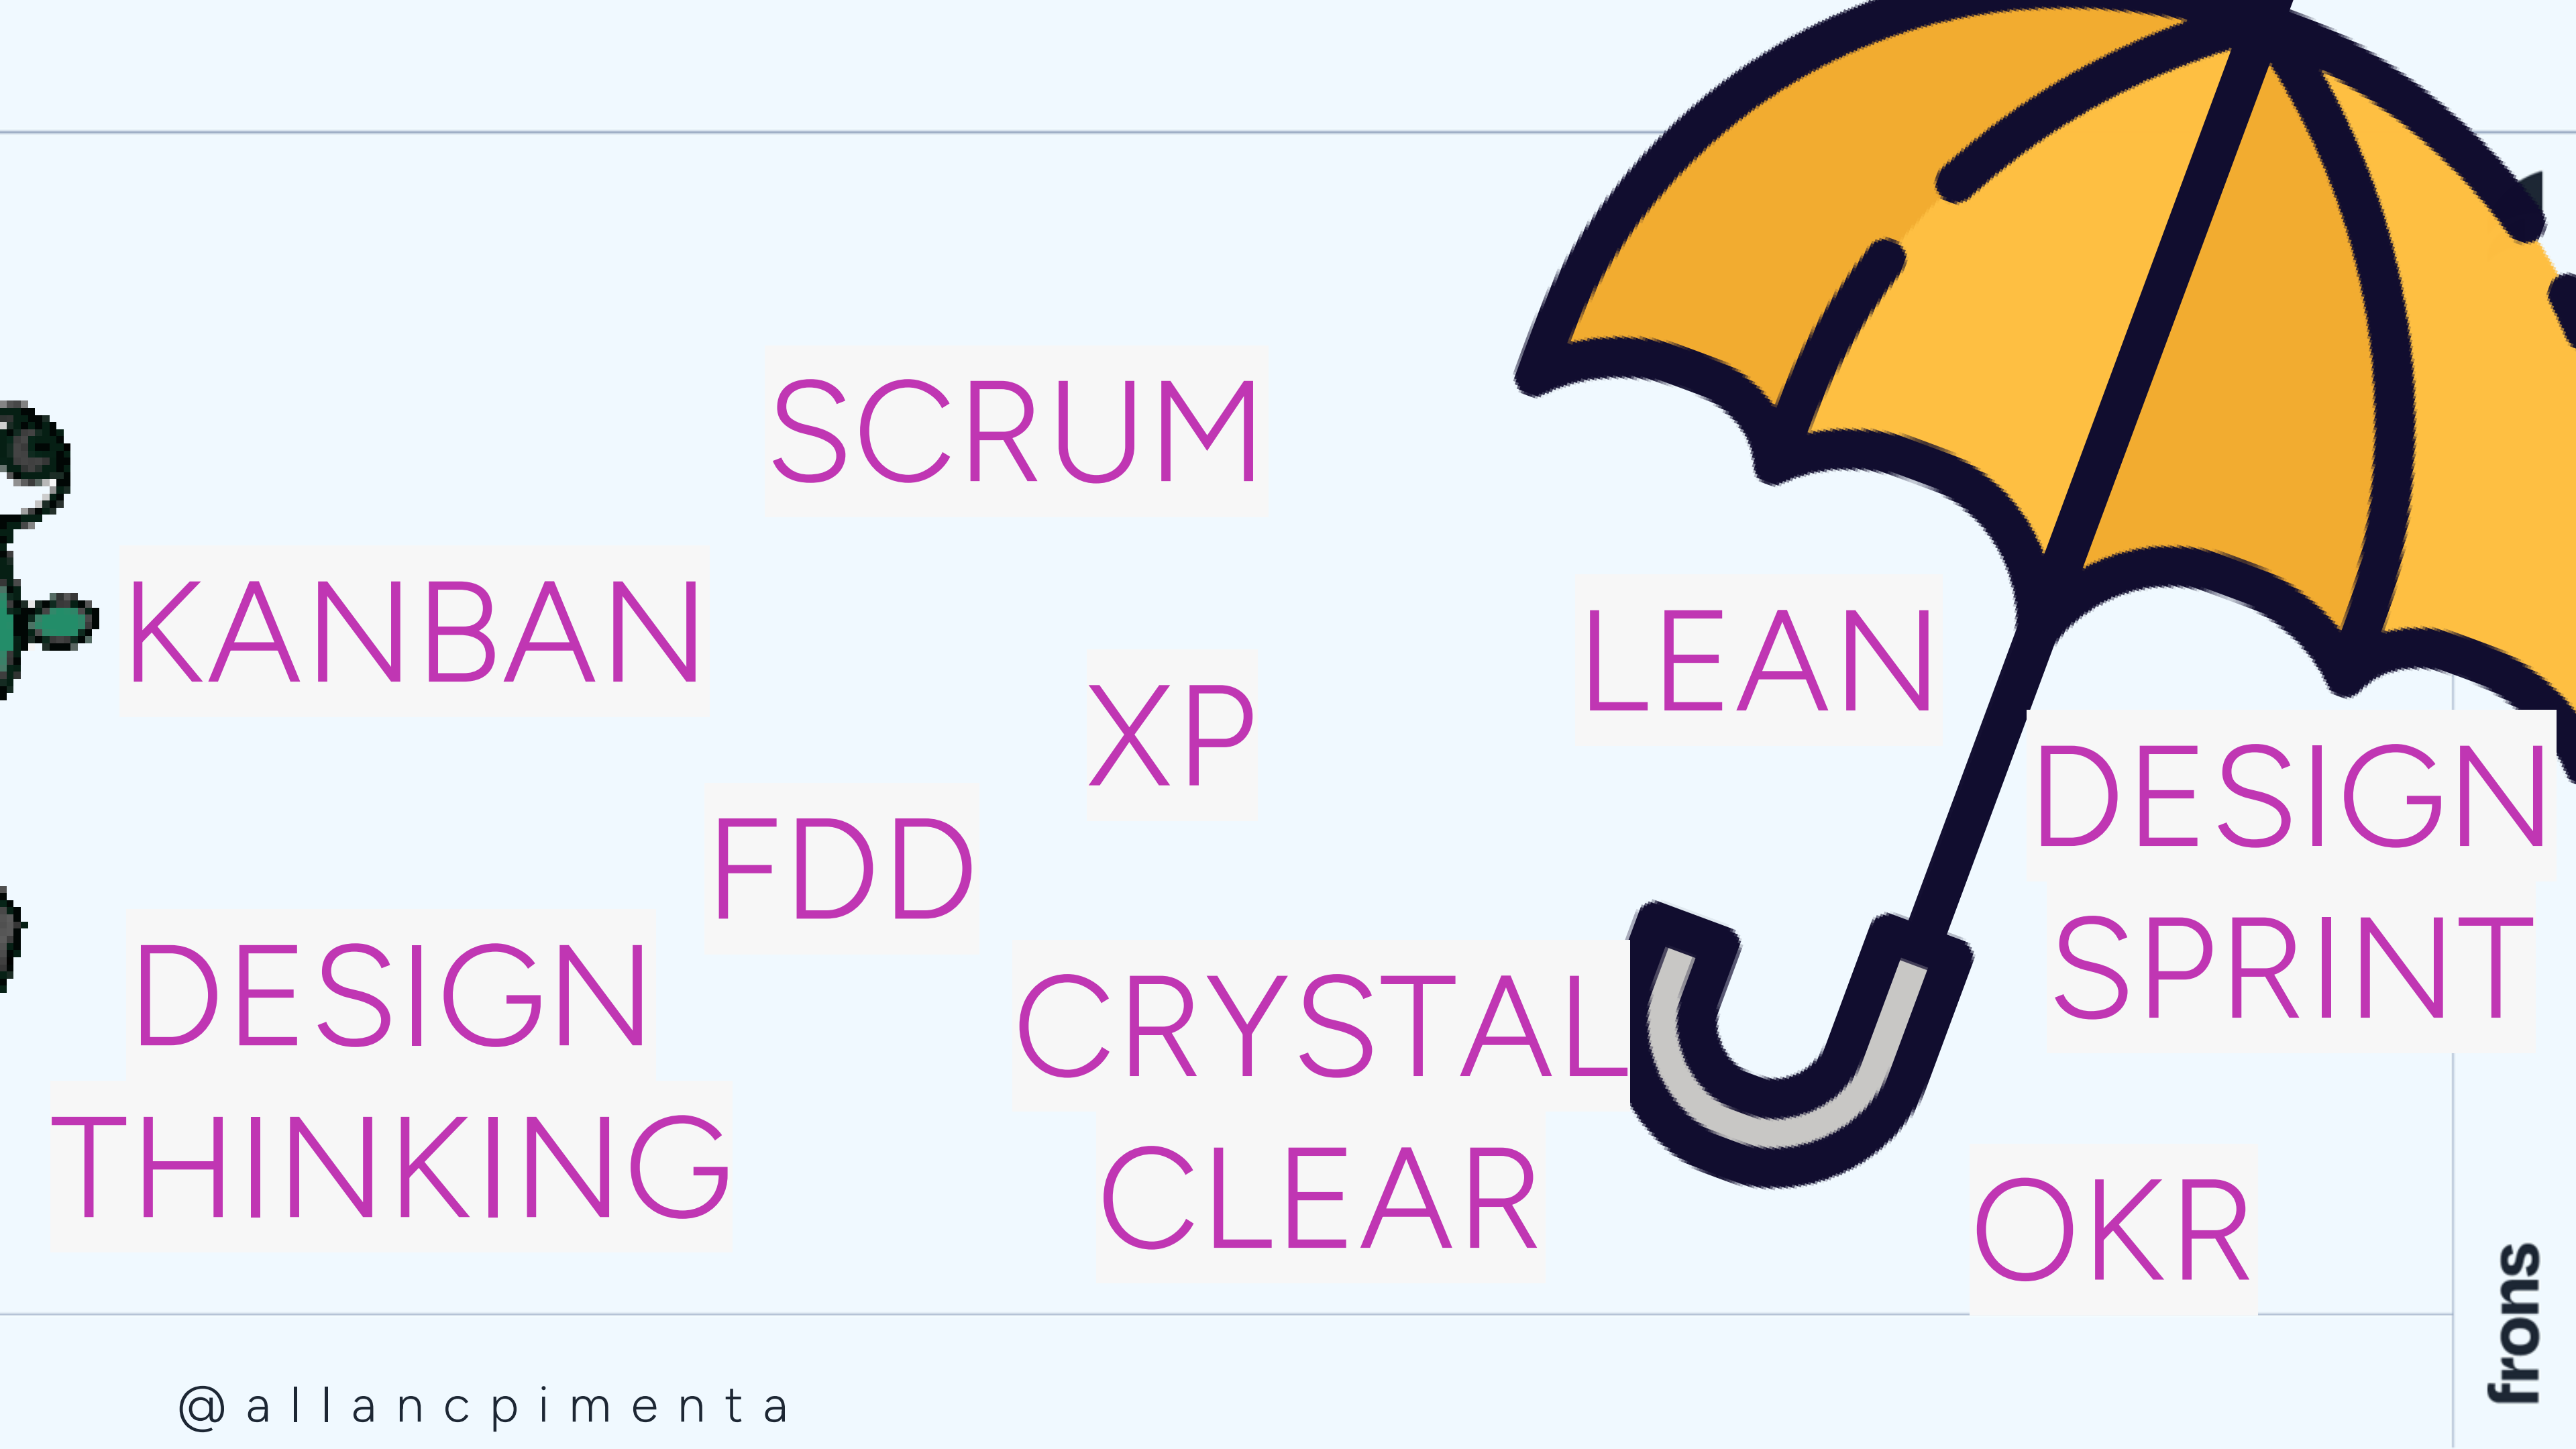 SCRUM
KANBAN
LEAN
XP
DESIGN
SPRINT
FDD
DESIGN
THINKING
CRYSTAL
CLEAR
OKR
@allancpimenta
frons